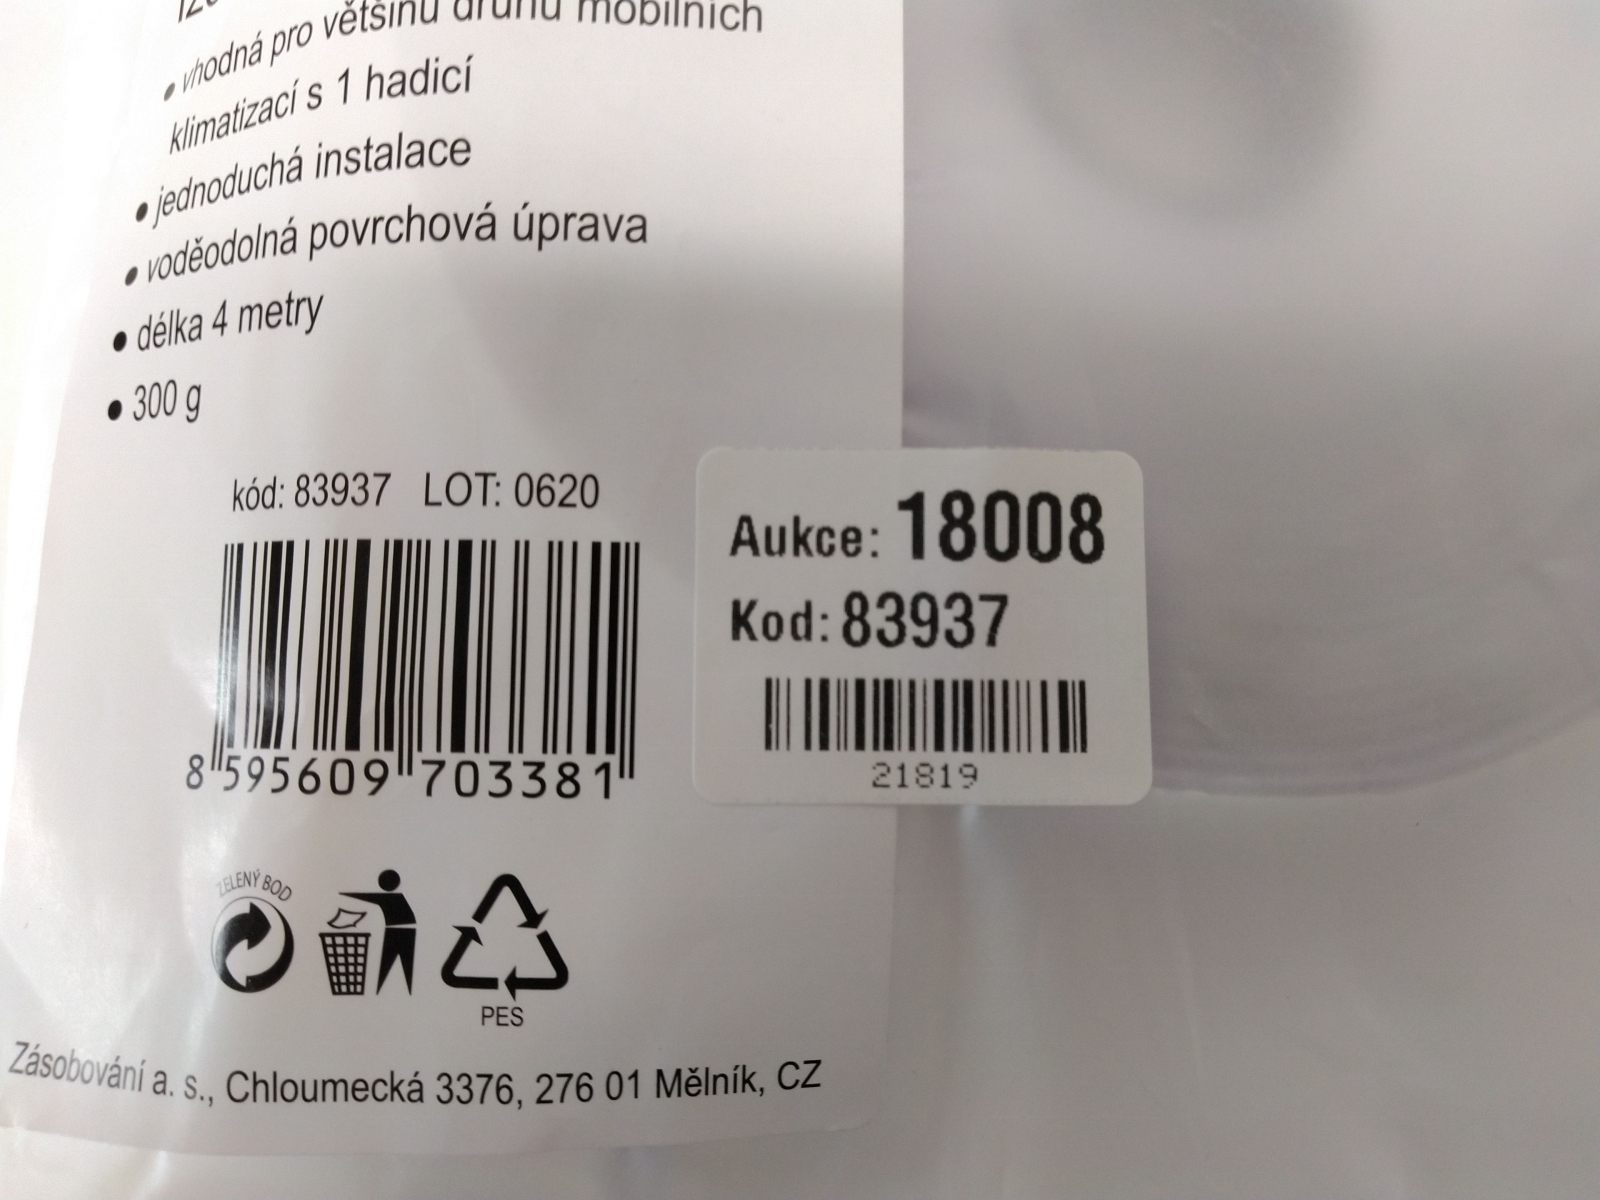 • vhodná pro většinu druhů mobilních
klimatizací s 1 hadicí
• jednoduchá instalace
• voděodolná povrchová úprava
• délka 4 metry
• 300 g
kód: 83937 LOT: 0620
8 595609 703381
Aukce: 18008
Kod: 83937
21819
ZELENÝ BOD
PES
Zásobování a. s., Chloumecká 3376, 276 01 Mělník, CZ